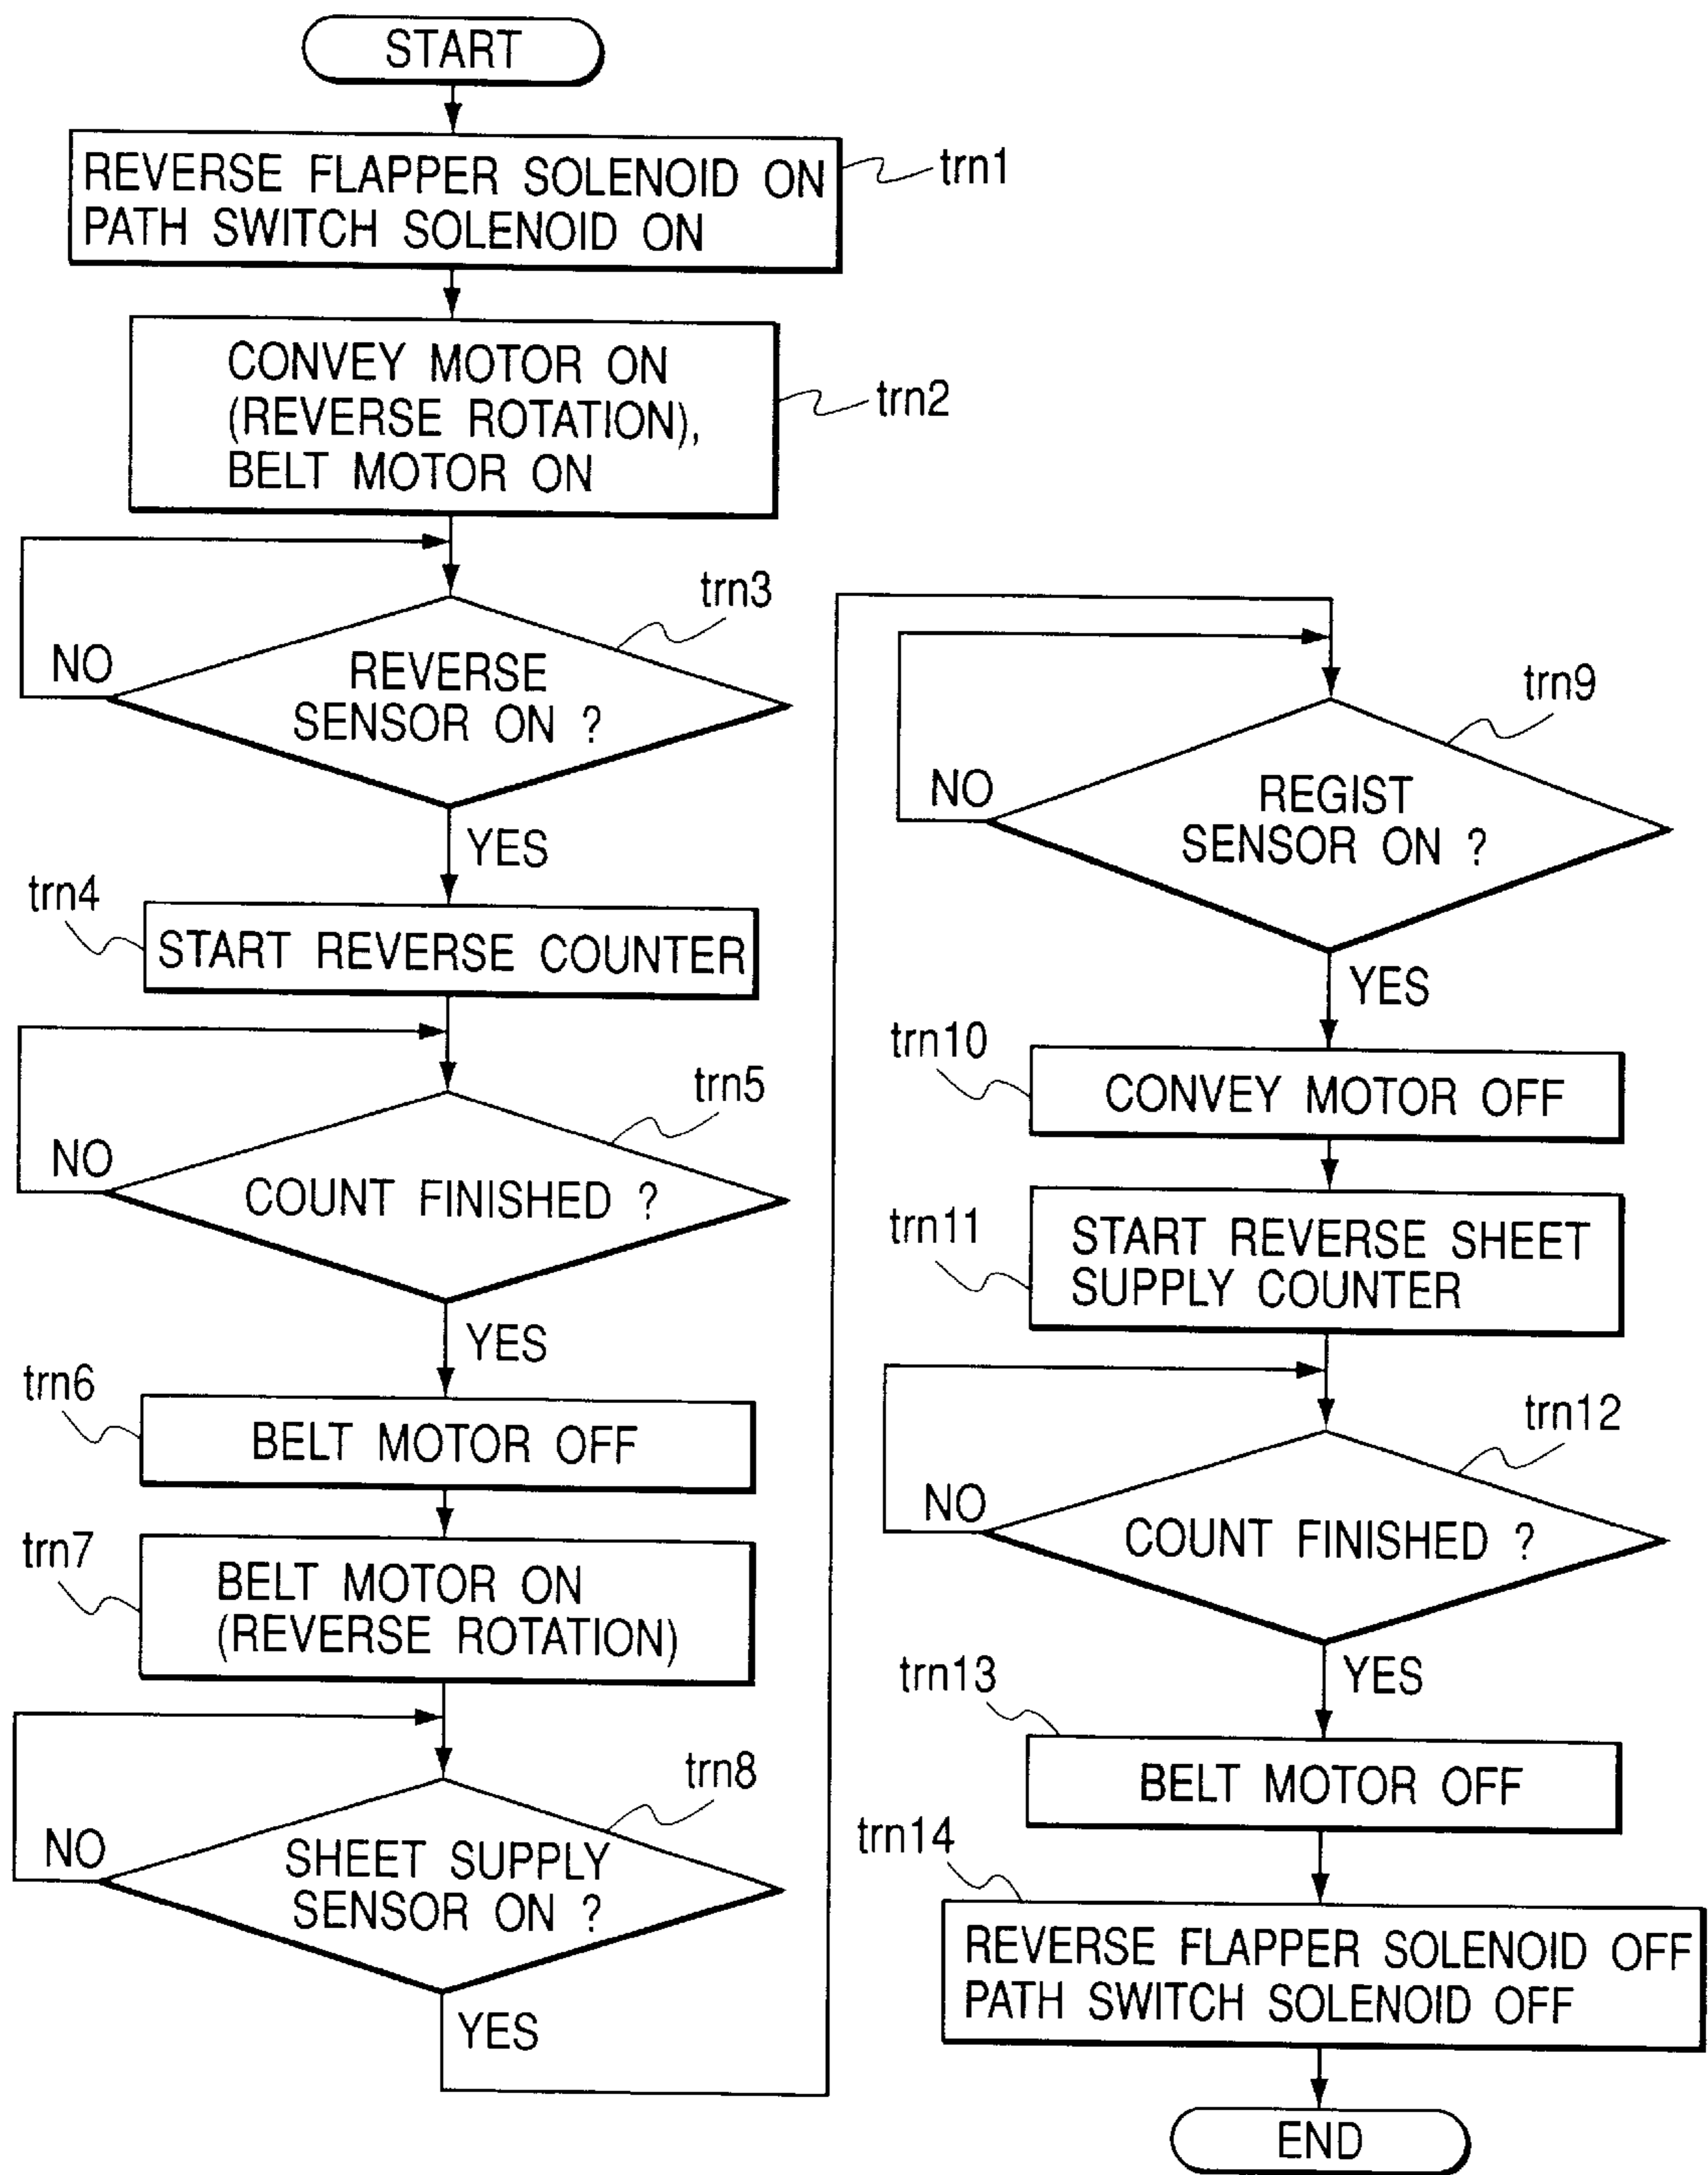 START
REVERSE FLAPPER SOLENOID ON
PATH SWITCH SOLENOID ON
trn1
CONVEY MOTOR ON
(REVERSE ROTATION),
BELT MOTOR ON
trn2
trn3
NO
REVERSE
SENSOR ON ?
YES
trn4
START REVERSE COUNTER
trn5
NO
COUNT FINISHED ?
YES
trn6
BELT MOTOR OFF
trn7
BELT MOTOR ON
(REVERSE ROTATION)
trn8
NO
SHEET SUPPLY
SENSOR ON ?
YES
trn9
NO
REGIST
SENSOR ON ?
YES
trn10
CONVEY MOTOR OFF
trn11
START REVERSE SHEET
SUPPLY COUNTER
trn12
NO
COUNT FINISHED ?
YES
trn13
BELT MOTOR OFF
trn14
REVERSE FLAPPER SOLENOID OFF
PATH SWITCH SOLENOID OFF
END